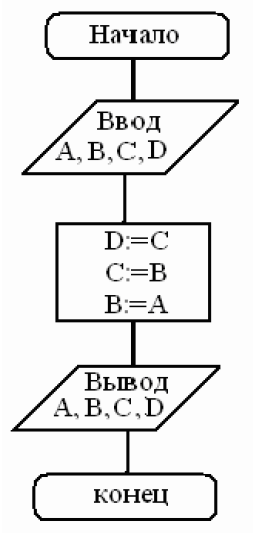 Начало
Ввод
A, B, C, D
D:=C
C:=B
B:=A
Вывод
A, B, C, D
конец